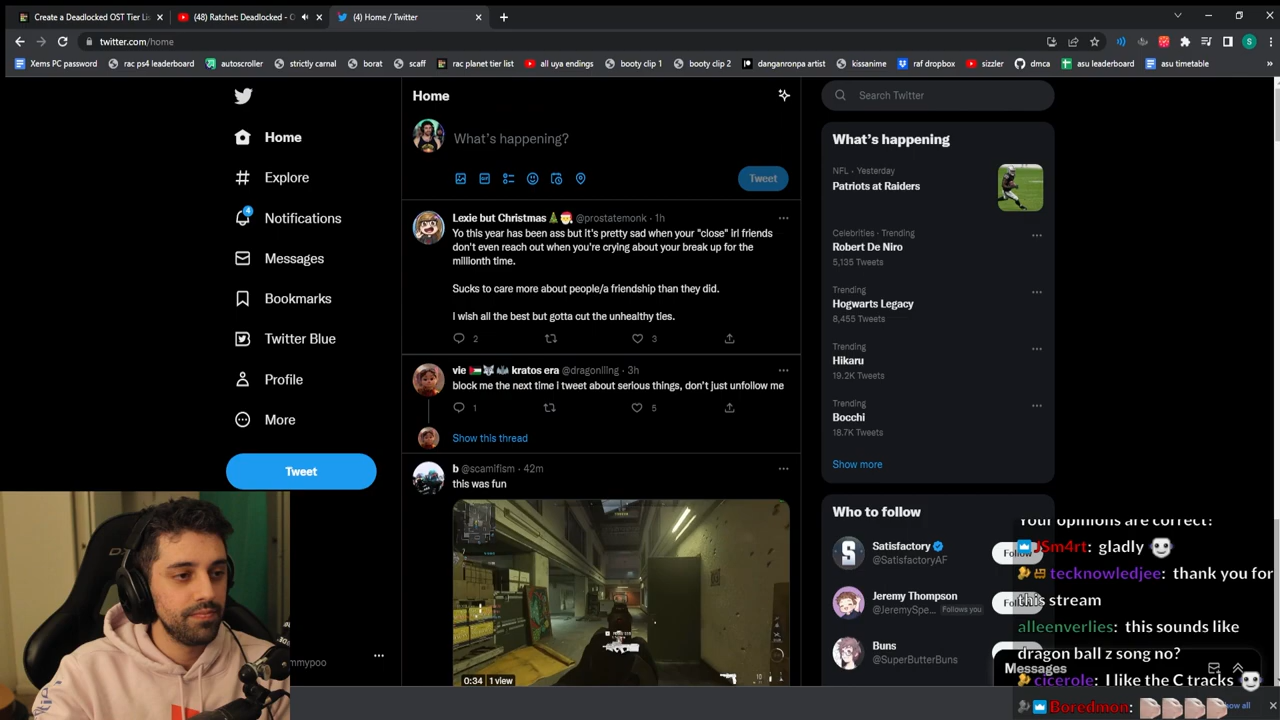 Create a Deadlocked OST Tier Lis
(48) Ratchet: Deadlocked - O
(4) Home / Twitter
twitter.com/home
Xems PC password
rac ps4 leaderboard
autoscroller
strictly carnal
borat
scaff
rac planet tier list
all uya endings
booty clip 1
booty clip 2
danganronpa artist
kissanime
raf dropbox
sizzler
dmca
asu leaderboard
asu timetable
Home
Explore
Notifications
4
Messages
Bookmarks
Twitter Blue
Profile
More
Tweet
mmypoo
Home
What's happening?
Tweet
Lexie but Christmas @prostatemonk · 1h
Yo this year has been ass but it's pretty sad when your "close" irl friends
don't even reach out when you're crying about your break up for the
millionth time.
Sucks to care more about people/a friendship than they did.
I wish all the best but gotta cut the unhealthy ties.
2
3
vie kratos era @dragonilng · 3h
block me the next time i tweet about serious things, don't just unfollow me
1
5
Show this thread
b @scamifism · 42m
this was fun
0:34
1 view
Search Twitter
What's happening
NFL · Yesterday
Patriots at Raiders
Celebrities · Trending
Robert De Niro
5,135 Tweets
Trending
Hogwarts Legacy
8,455 Tweets
Trending
Hikaru
19.2K Tweets
Trending
Bocchi
18.7K Tweets
Show more
Who to follow
Satisfactory
@SatisfactoryAF
Jeremy Thompson
@JeremySpe... Follows you
Buns
@SuperButterBuns
Messages
Your opinions are correct!
JSm4rt: gladly
tecknowledjee: thank you for
this stream
alleenverlies: this sounds like
dragon ball z song no?
cicerole: I like the C tracks
Boredmon: